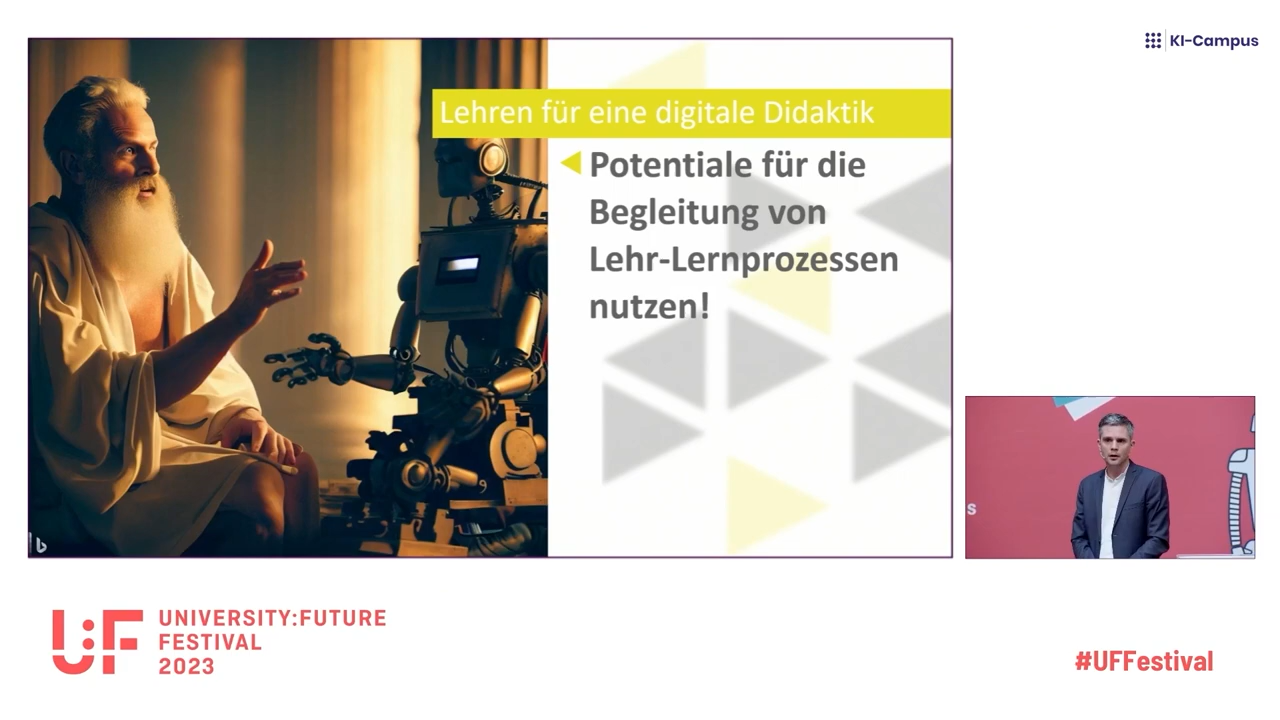 KI-Campus
Lehren für eine digitale Didaktik
Potentiale für die
Begleitung von
Lehr-Lernprozessen
nutzen!
s
U:F
UNIVERSITY:FUTURE
FESTIVAL
2023
#UFFestival